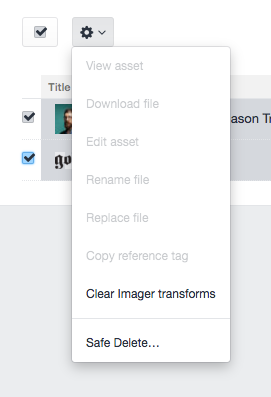 View asset
Download file
Edit asset
Rename file
Replace file
Copy reference tag
Clear Imager transforms
Safe Delete…
Title
ason Tr
go